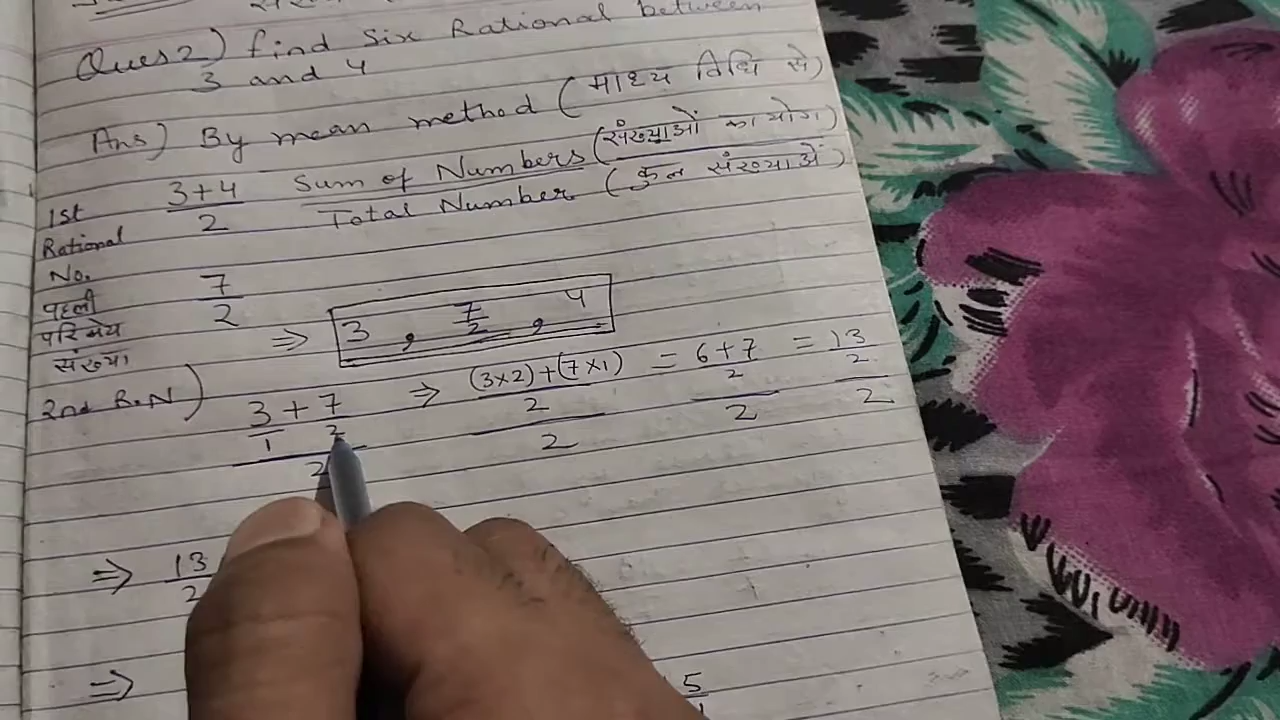 Ques 2) find Six Rational between
3 and 4
Ans) By mean method (माध्य विधि से)
1st Rational No. पहली परिमेय संख्या
3+4 / 2
Sum of Numbers (संख्याओं का योग)
Total Number (कुल संख्याओं)
7/2
⇒ 3 , 7/2 , 4
2nd R.N) (3/1 + 7/2) / 2 ⇒ ((3×2)+(7×1) / 2) / 2 = (6+7 / 2) / 2 = (13/2) / 2
⇒ 13/2
⇒